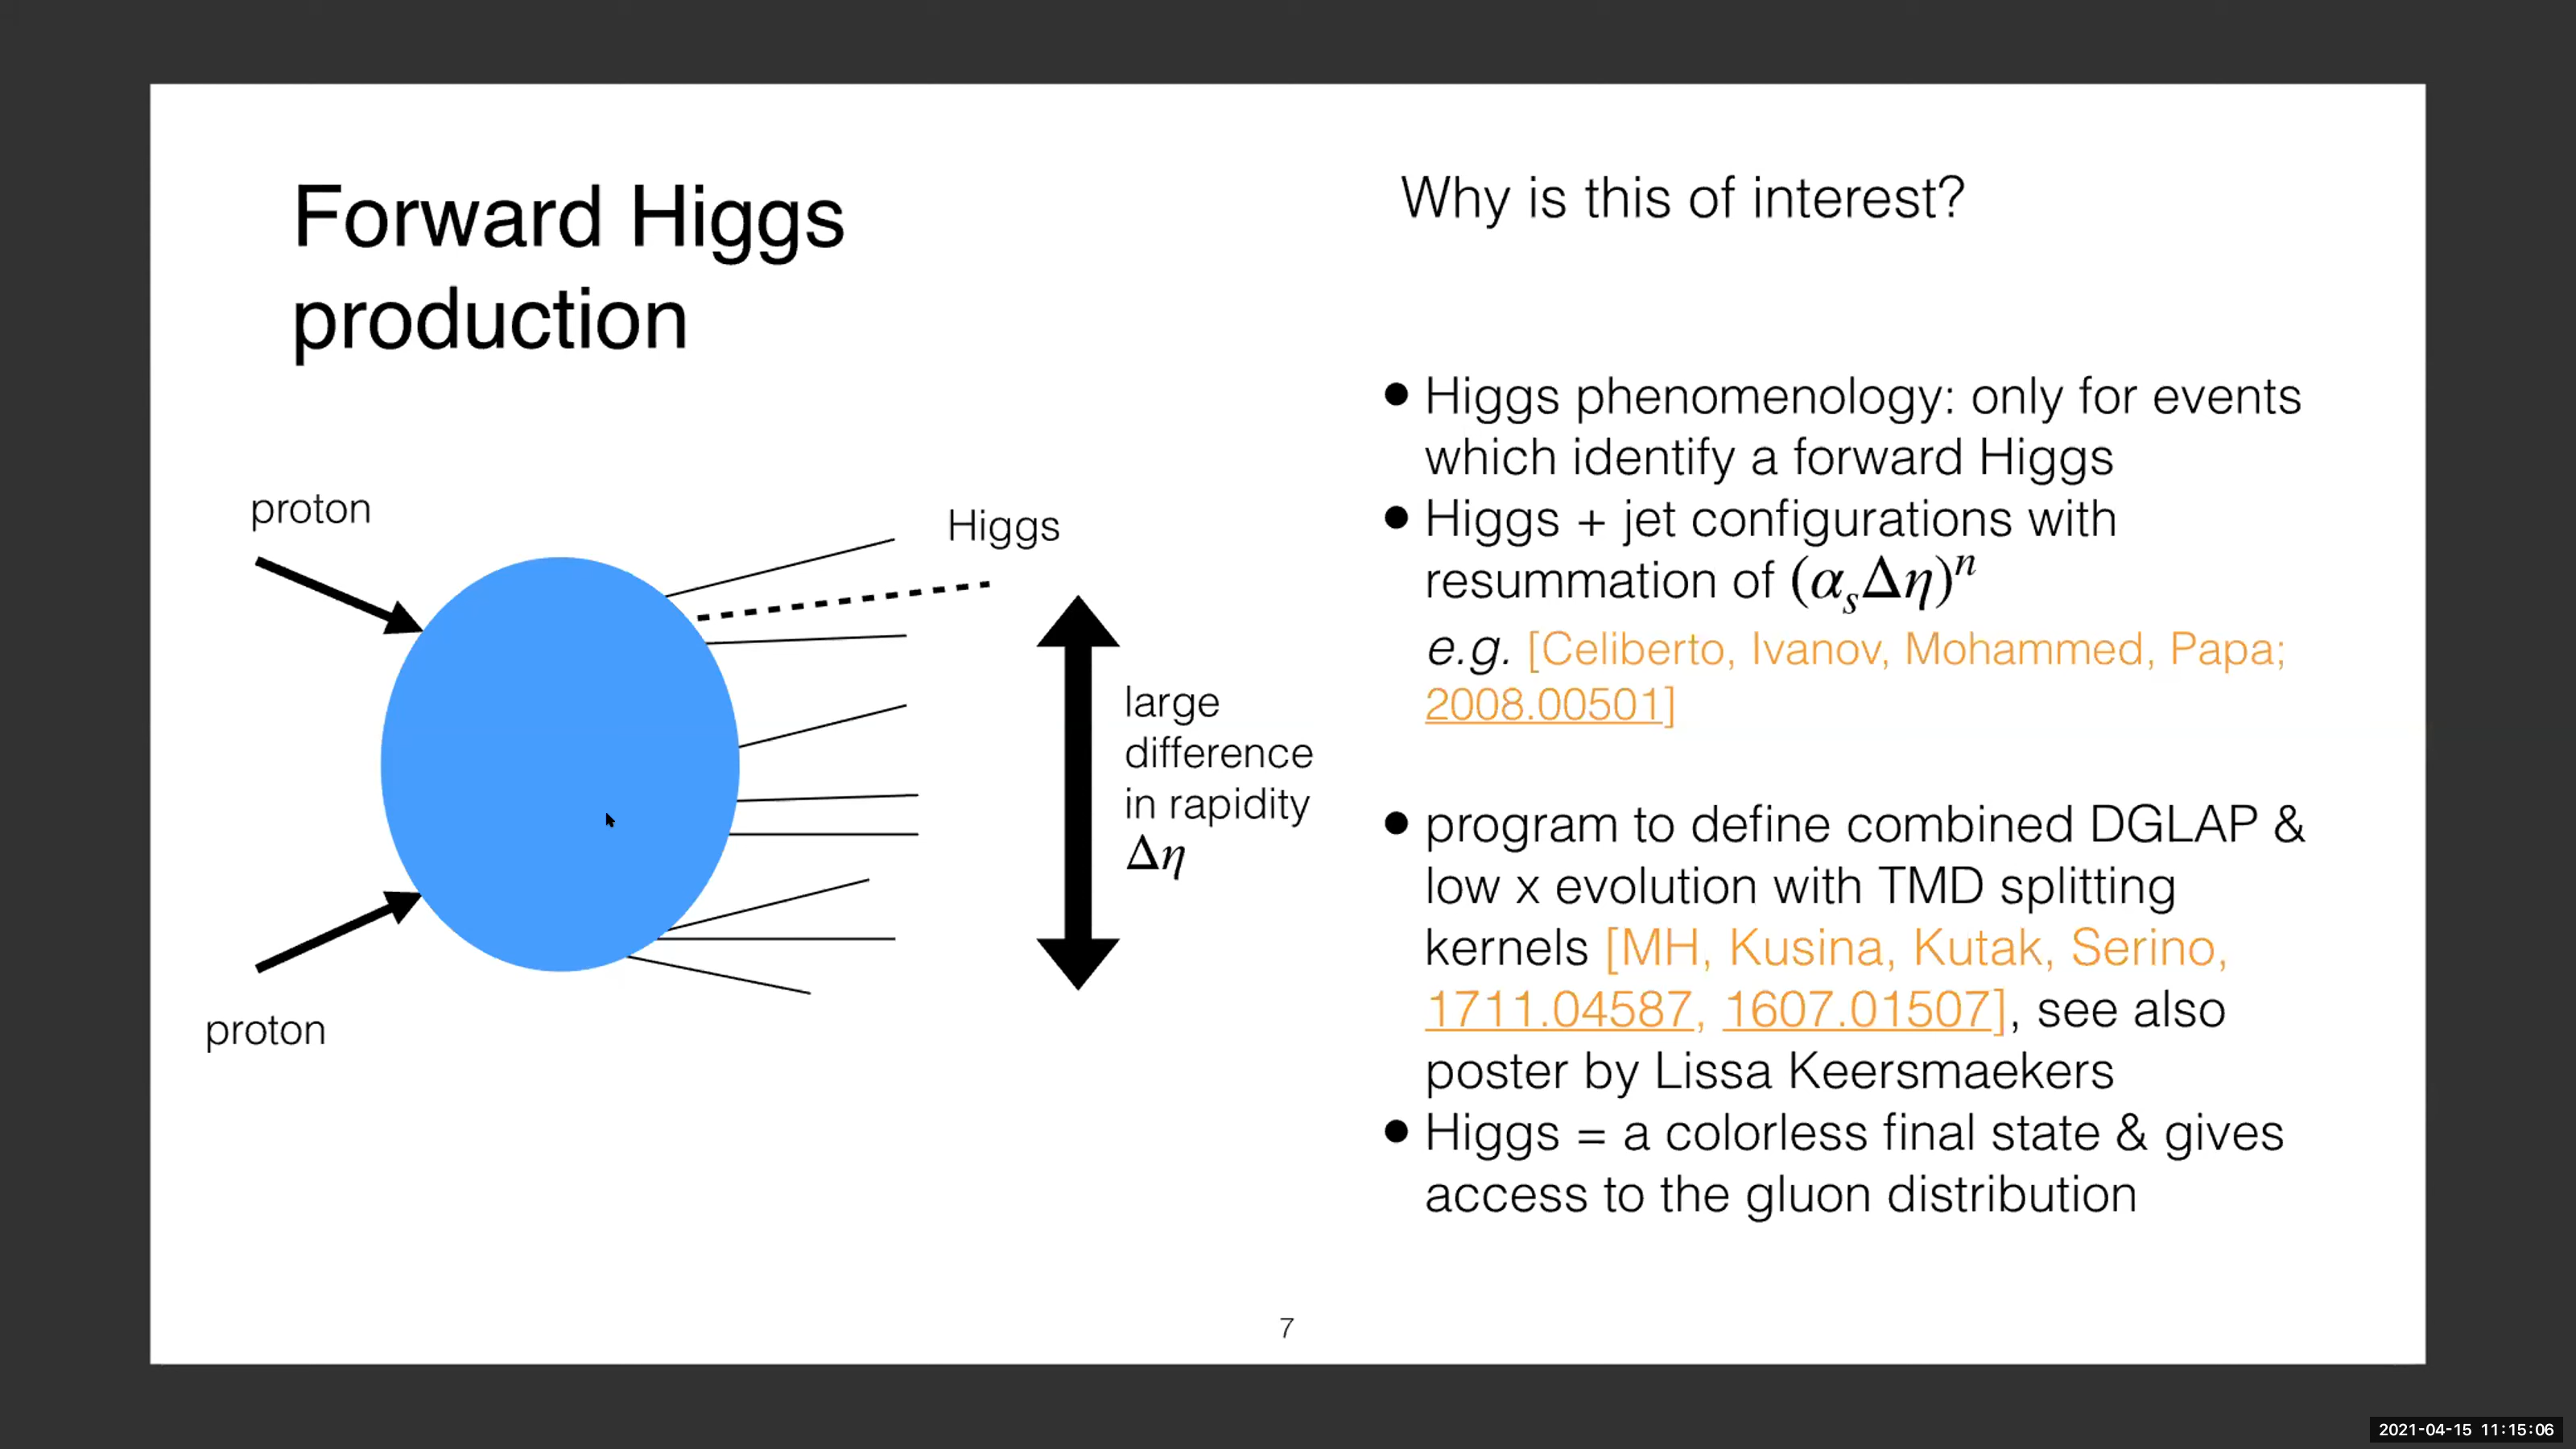 Forward Higgs
production
proton
Higgs
large
difference
in rapidity
Δη
proton
Why is this of interest?
● Higgs phenomenology: only for events
which identify a forward Higgs
● Higgs + jet configurations with
resummation of (αₛΔη)ⁿ
e.g. [Celiberto, Ivanov, Mohammed, Papa;
2008.00501]
● program to define combined DGLAP &
low x evolution with TMD splitting
kernels [MH, Kusina, Kutak, Serino,
1711.04587, 1607.01507], see also
poster by Lissa Keersmaekers
● Higgs = a colorless final state & gives
access to the gluon distribution
7
2021-04-15 11:15:06